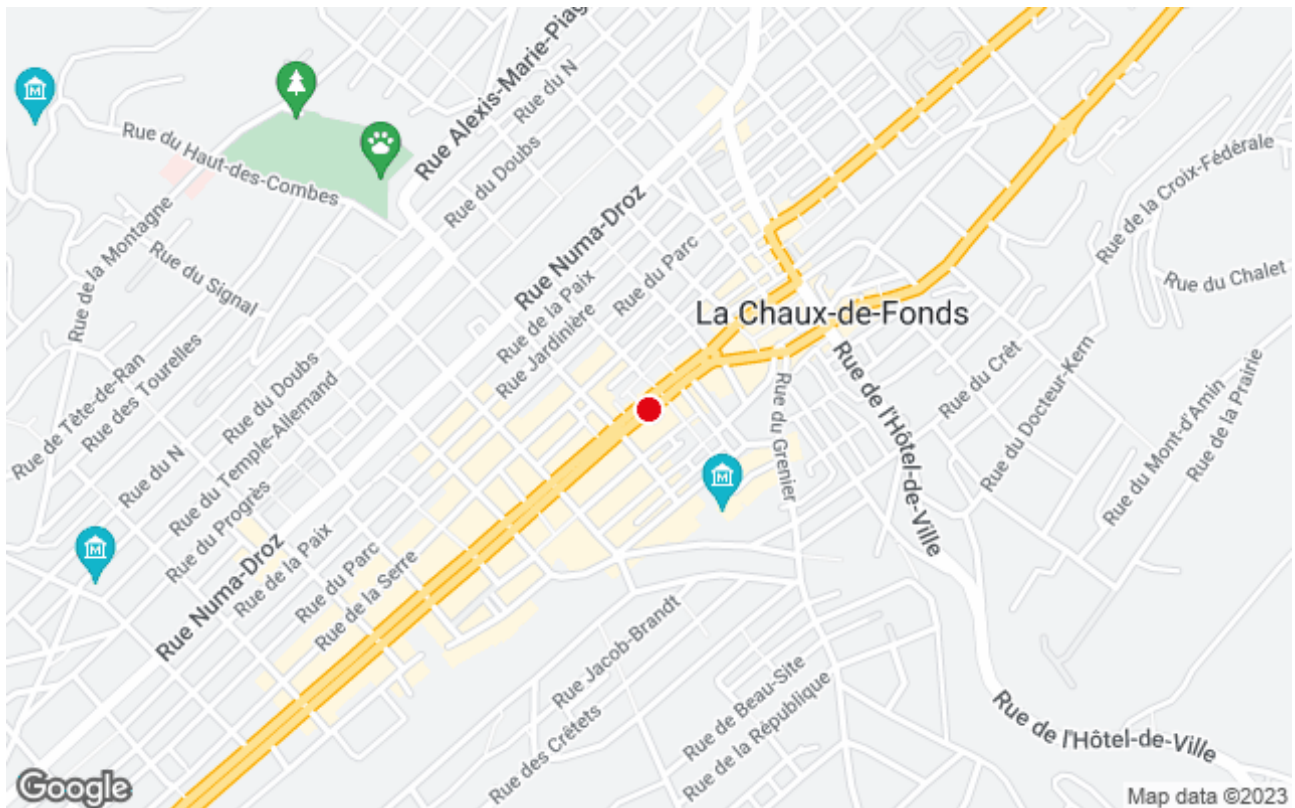 Rue Alexis-Marie-Piag
Rue du N
Rue du Haut-des-Combes
Rue du Doubs
Rue de la Croix-Fédérale
Rue de la Montagne
Rue du Signal
Rue Numa-Droz
Rue du Parc
Rue de la Paix
Rue du Chalet
La Chaux-de-Fonds
Rue Jardinière
Rue de Tête-de-Ran
Rue des Tourelles
Rue du Doubs
Rue du Temple-Allemand
Rue de l'Hôtel-de-Ville
Rue du Crêt
Rue du Docteur-Kern
Rue du Mont-d'Amin
Rue de la Prairie
Rue du Grenier
Rue du N
Rue du Progrès
Rue Numa-Droz
Rue de la Paix
Rue du Parc
Rue de la Serre
Rue Jacob-Brandt
Rue des Crêtets
Rue de Beau-Site
Rue de la République
Rue de l'Hôtel-de-Ville
M
M
M
Google
Map data ©2023